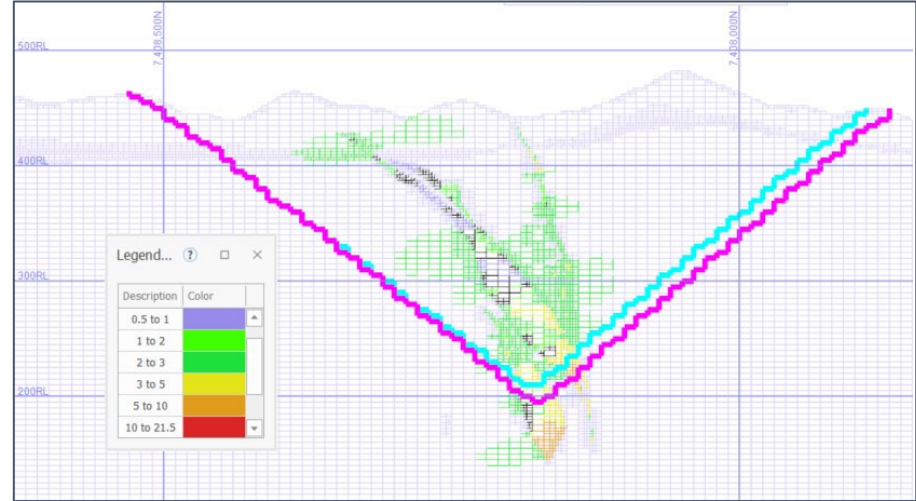 7,408,500N
7,408,000N
500RL
400RL
300RL
200RL
Legend... ?
Description Color
0.5 to 1
1 to 2
2 to 3
3 to 5
5 to 10
10 to 21.5